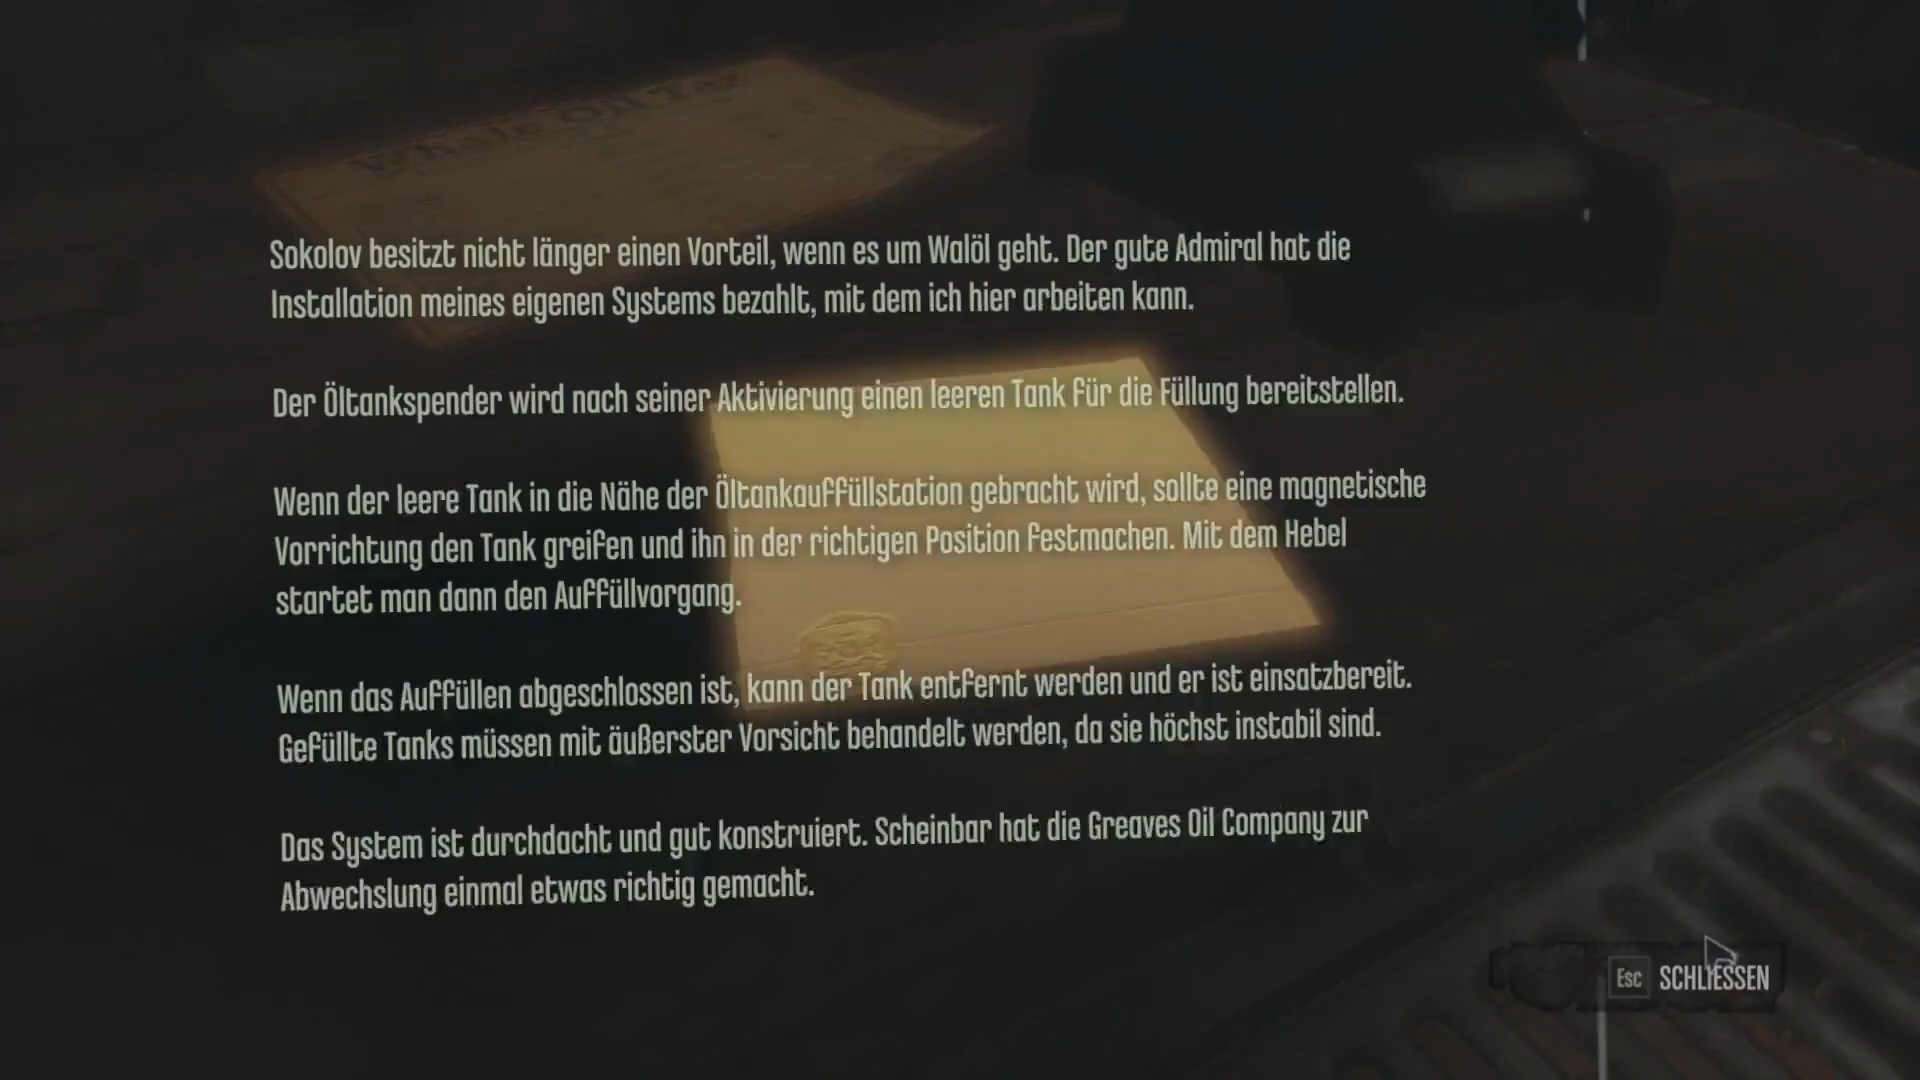 Whale Oil
Sokolov besitzt nicht länger einen Vorteil, wenn es um Walöl geht. Der gute Admiral hat die
Installation meines eigenen Systems bezahlt, mit dem ich hier arbeiten kann.
Der Öltankspender wird nach seiner Aktivierung einen leeren Tank für die Füllung bereitstellen.
Wenn der leere Tank in die Nähe der Öltankauffüllstation gebracht wird, sollte eine magnetische
Vorrichtung den Tank greifen und ihn in der richtigen Position festmachen. Mit dem Hebel
startet man dann den Auffüllvorgang.
Wenn das Auffüllen abgeschlossen ist, kann der Tank entfernt werden und er ist einsatzbereit.
Gefüllte Tanks müssen mit äußerster Vorsicht behandelt werden, da sie höchst instabil sind.
Das System ist durchdacht und gut konstruiert. Scheinbar hat die Greaves Oil Company zur
Abwechslung einmal etwas richtig gemacht.
Esc SCHLIESSEN